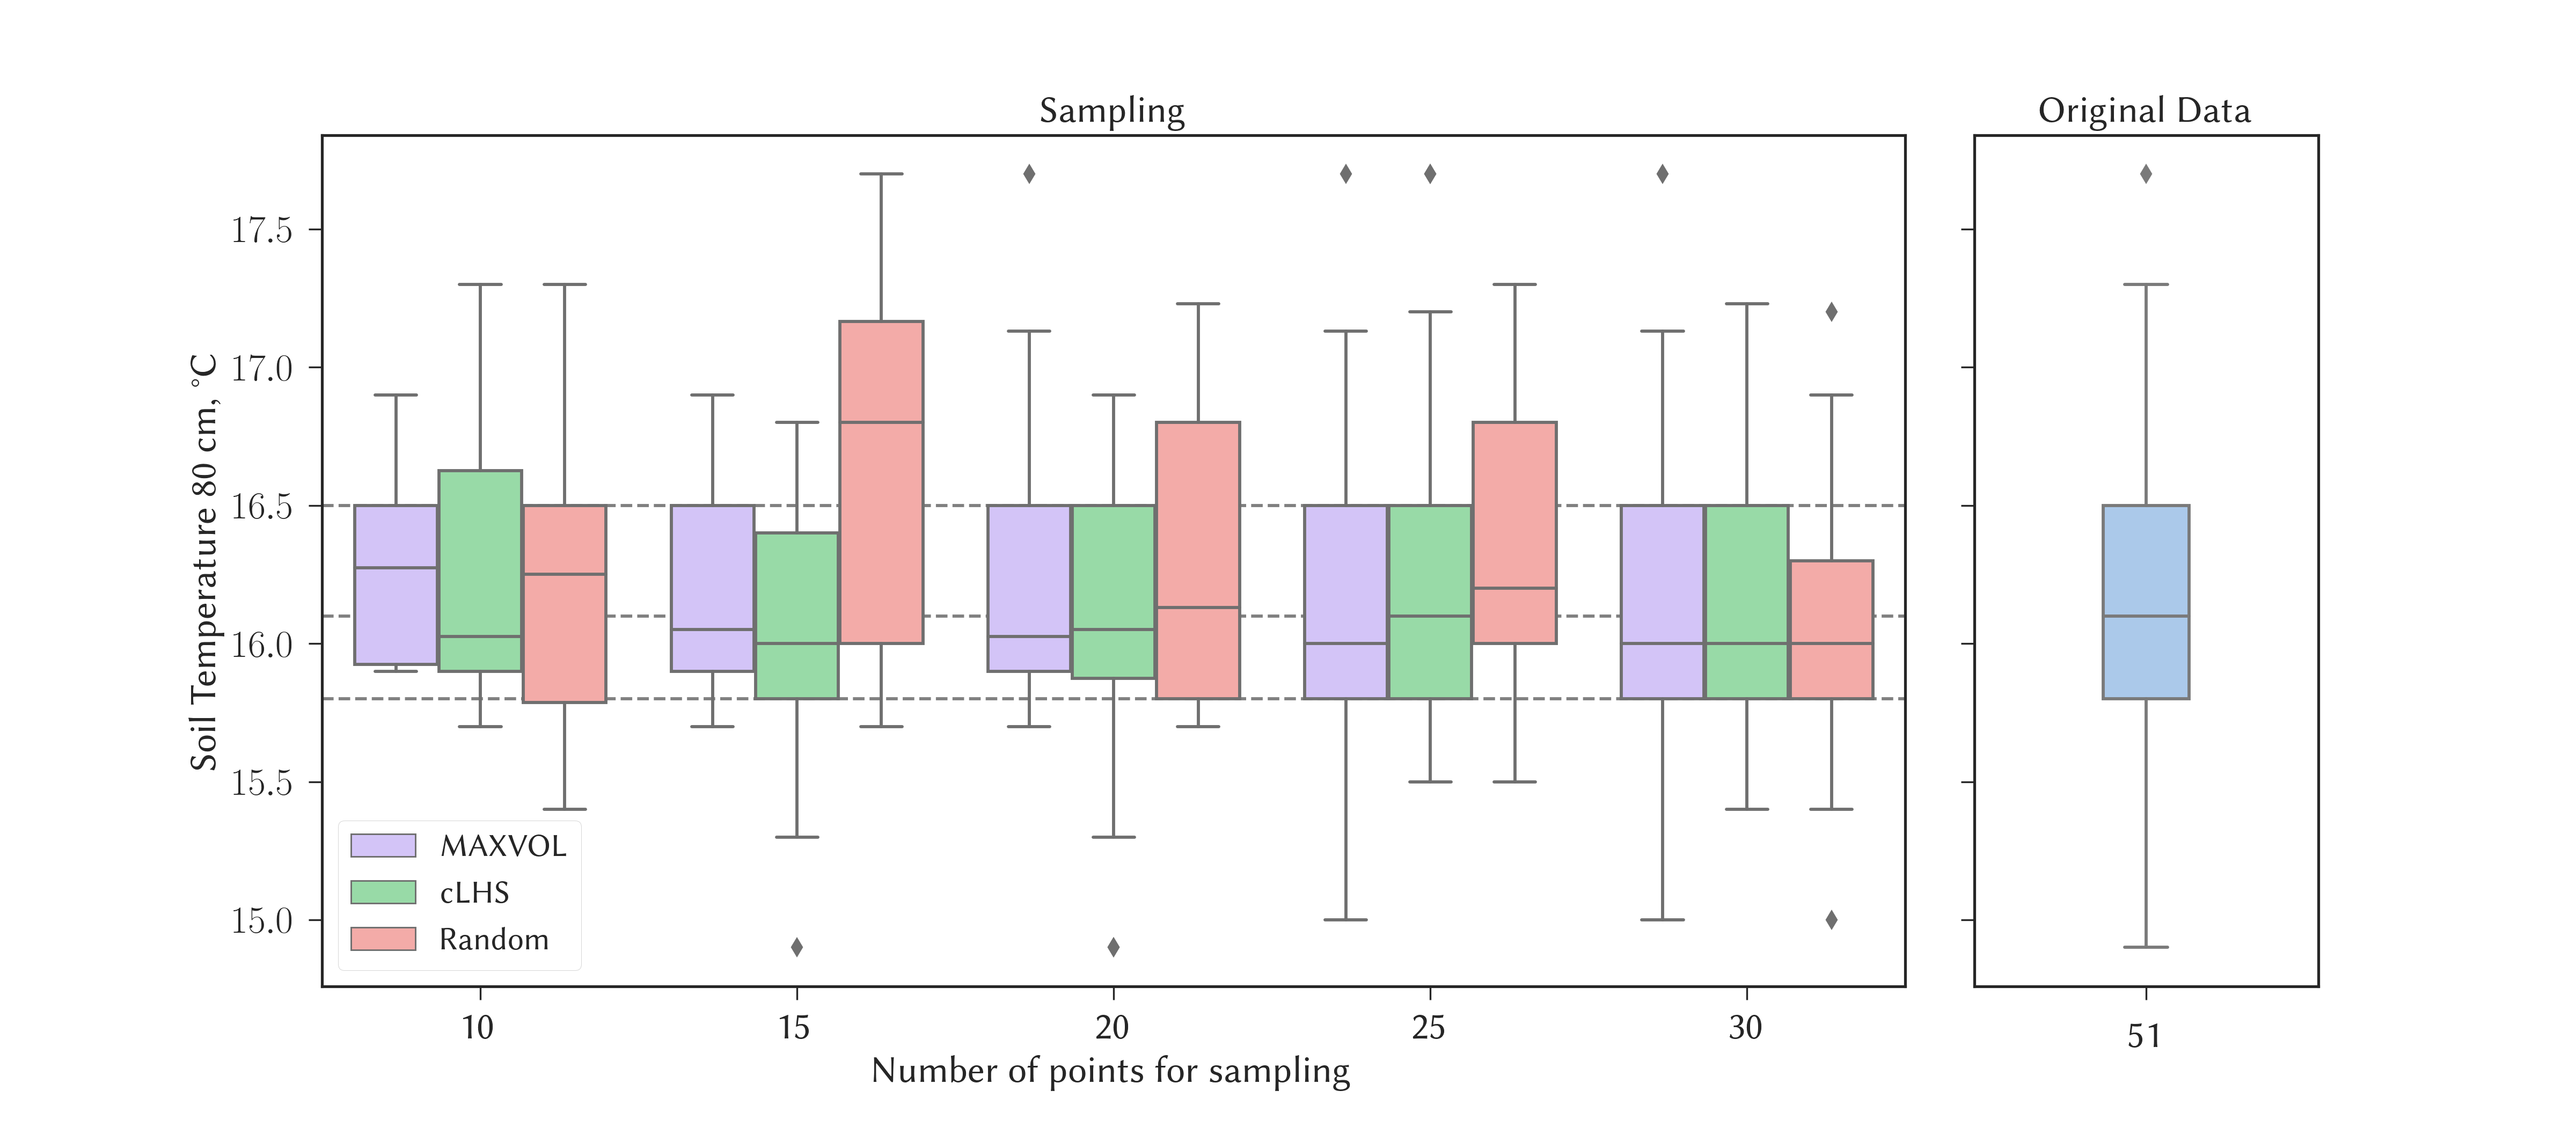 Sampling
Original Data
Soil Temperature 80 cm, °C
17.5
17.0
16.5
16.0
15.5
15.0
MAXVOL
cLHS
Random
10 15 20 25 30
51
Number of points for sampling